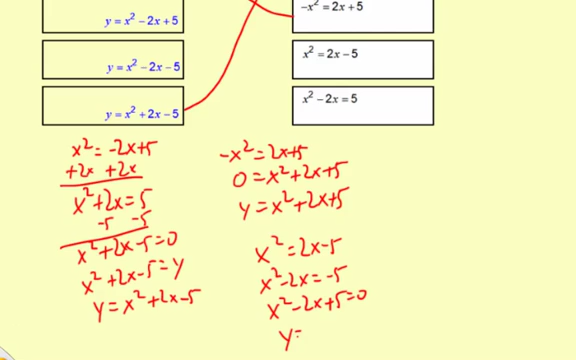 y = x² − 2x + 5
−x² = 2x + 5
y = x² − 2x − 5
x² = 2x − 5
y = x² + 2x − 5
x² − 2x = 5
x² = -2x+5
+2x +2x
x²+2x = 5
-5 -5
x²+2x-5=0
x²+2x-5=y
y=x²+2x-5
-x²=2x+5
0 = x²+2x+5
y = x²+2x+5
x²=2x-5
x²-2x=-5
x²-2x+5=0
y=